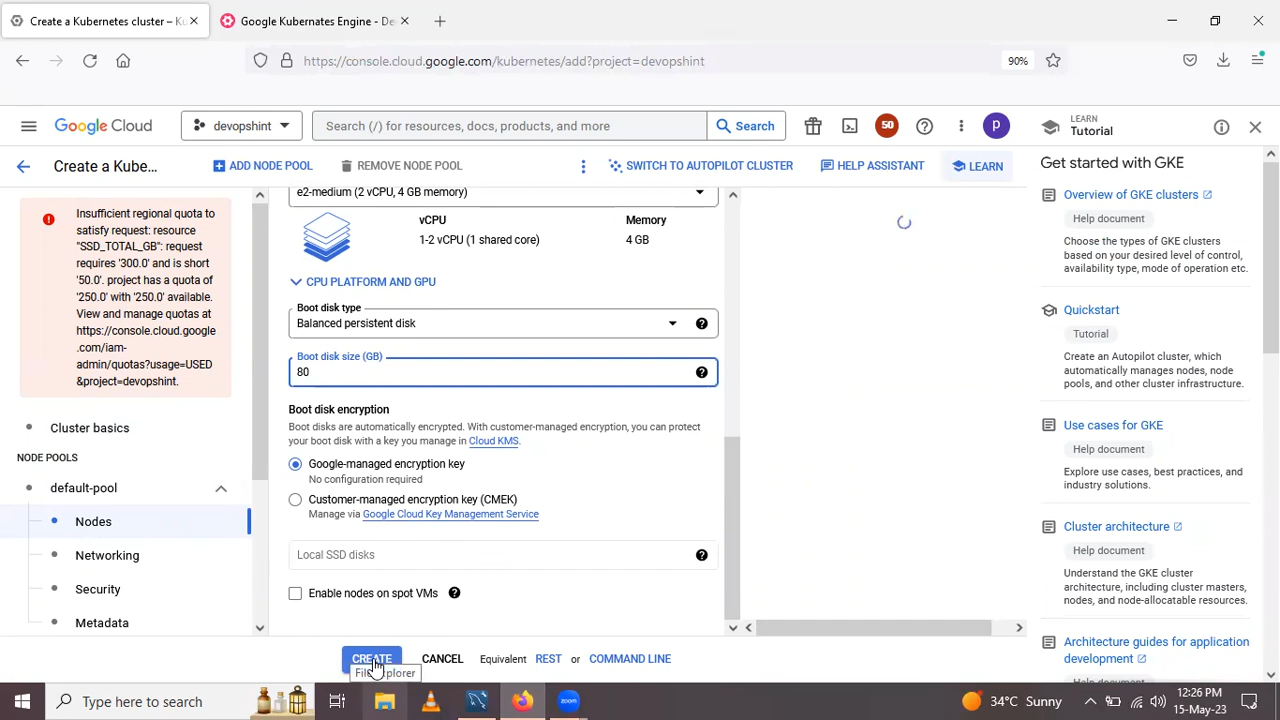 Create a Kubernetes cluster – Ku
Google Kubernates Engine - De
https://console.cloud.google.com/kubernetes/add?project=devopshint
90%
Google Cloud
devopshint
Search (/) for resources, docs, products, and more
Search
50
p
LEARN
Tutorial
Create a Kube...
ADD NODE POOL
REMOVE NODE POOL
SWITCH TO AUTOPILOT CLUSTER
HELP ASSISTANT
LEARN
Get started with GKE
Insufficient regional quota to
satisfy request: resource
"SSD_TOTAL_GB": request
requires '300.0' and is short
'50.0'. project has a quota of
'250.0' with '250.0' available.
View and manage quotas at
https://console.cloud.google
.com/iam-
admin/quotas?usage=USED
&project=devopshint.
Cluster basics
NODE POOLS
default-pool
Nodes
Networking
Security
Metadata
e2-medium (2 vCPU, 4 GB memory)
vCPU
Memory
1-2 vCPU (1 shared core)
4 GB
CPU PLATFORM AND GPU
Boot disk type
Balanced persistent disk
Boot disk size (GB)
80
Boot disk encryption
Boot disks are automatically encrypted. With customer-managed encryption, you can protect
your boot disk with a key you manage in Cloud KMS.
Google-managed encryption key
No configuration required
Customer-managed encryption key (CMEK)
Manage via Google Cloud Key Management Service
Local SSD disks
Enable nodes on spot VMs
CREATE
CANCEL
Equivalent REST or COMMAND LINE
File Explorer
Overview of GKE clusters
Help document
Choose the types of GKE clusters
based on your desired level of control,
availability type, mode of operation etc.
Quickstart
Tutorial
Create an Autopilot cluster, which
automatically manages nodes, node
pools, and other cluster infrastructure.
Use cases for GKE
Help document
Explore use cases, best practices, and
industry solutions.
Cluster architecture
Help document
Understand the GKE cluster
architecture, including cluster masters,
nodes, and node-allocatable resources.
Architecture guides for application
development
Type here to search
34°C Sunny
12:26 PM
15-May-23